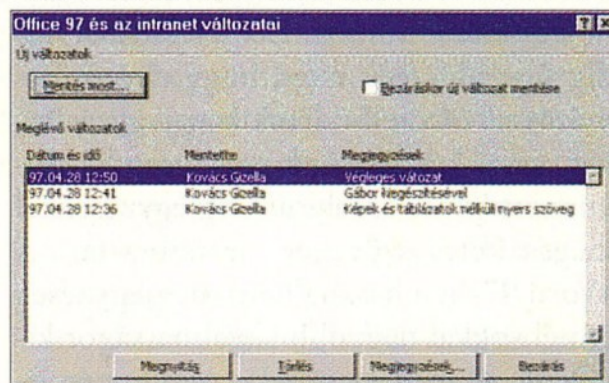 Office 97 és az intranet változatai
Új változatok
Mentés most...
Bezáráskor új változat mentése
Meglévő változatok
Dátum és idő Mentette Megjegyzések
97.04.28 12:50 Kovács Gizella Végleges vátozat
97.04.28 12:41 Kovács Gizella Gábor kiegészítésével
97.04.28 12:36 Kovács Gizella Képek és táblázatok nélküli nyers szöveg
Megnyitás Törlés Megjegyzések... Bezárás